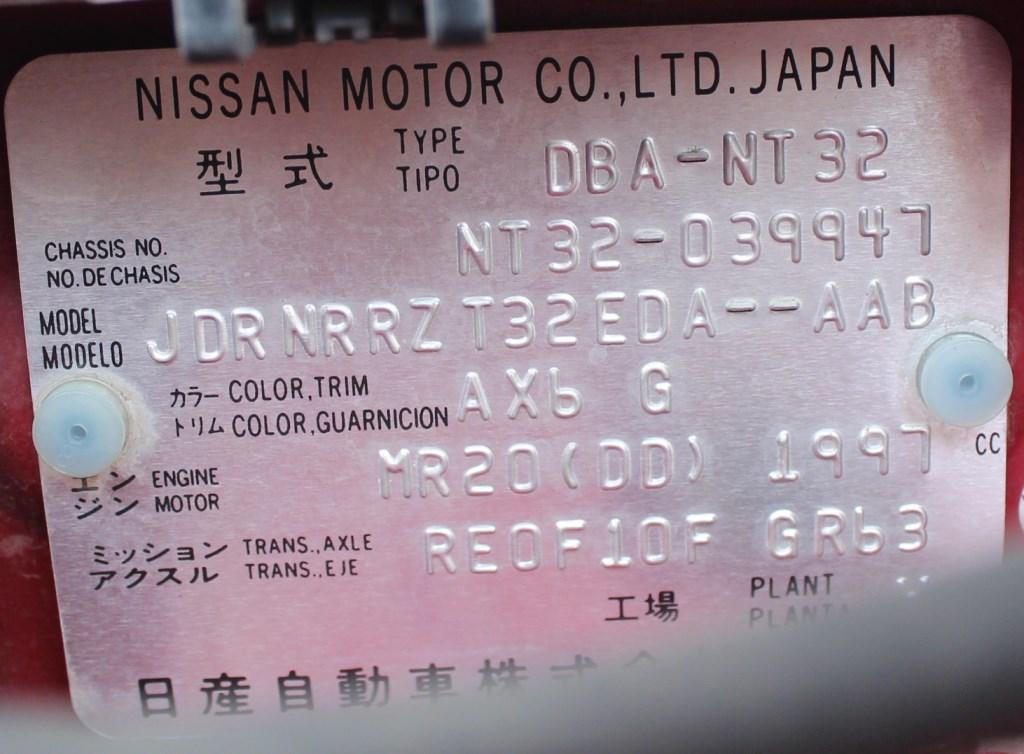 NISSAN MOTOR CO.,LTD. JAPAN
型式 TYPE TIPO DBA-NT32
CHASSIS NO. NO.DE CHASIS NT32-039947
MODEL MODELO JDRNRRZ T32EDA--AAB
カラー COLOR,TRIM
トリム COLOR,GUARNICION AX6 G
エンジン ENGINE MOTOR MR20(DD) 1997 CC
ミッション TRANS.,AXLE
アクスル TRANS.,EJE RE0F10F GR63
工場 PLANT
PLANTA
日産自動車株式